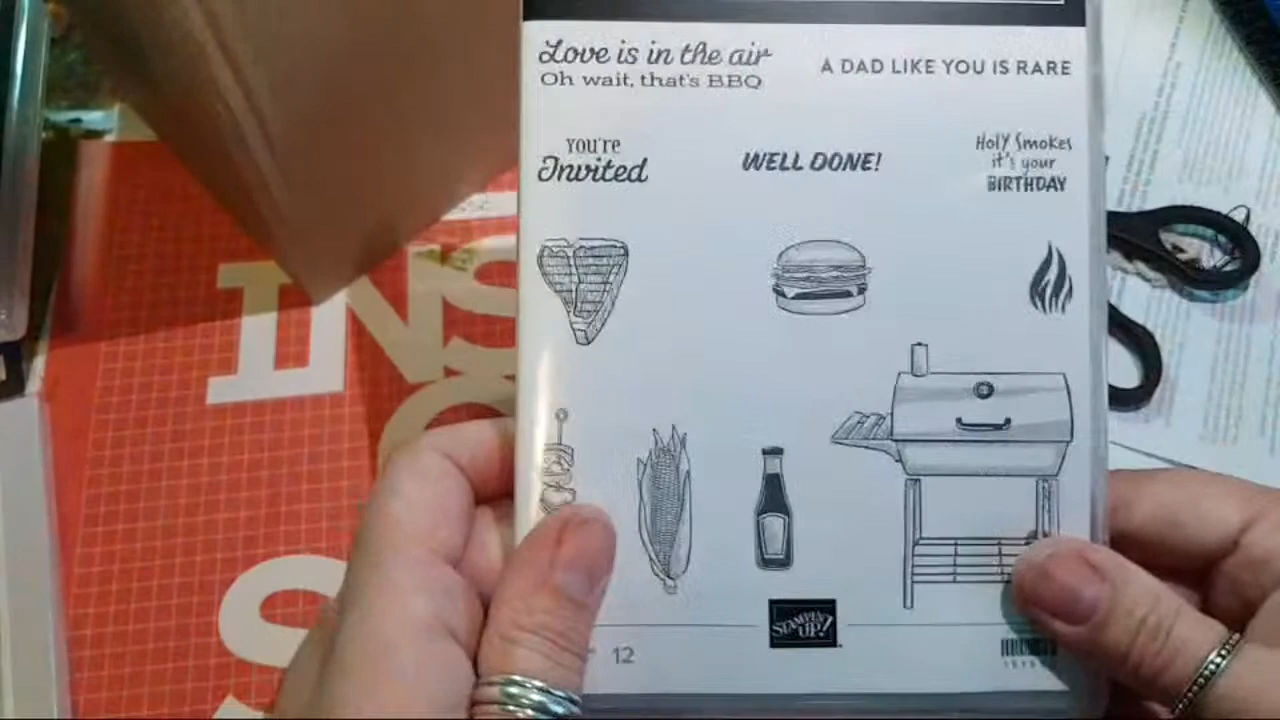 Love is in the air
Oh wait, that's BBQ
A DAD LIKE YOU IS RARE
YOU'RE
Invited
WELL DONE!
HOLY SMOKES
it's your
BIRTHDAY
INS
STAMPIN' UP!
12
S